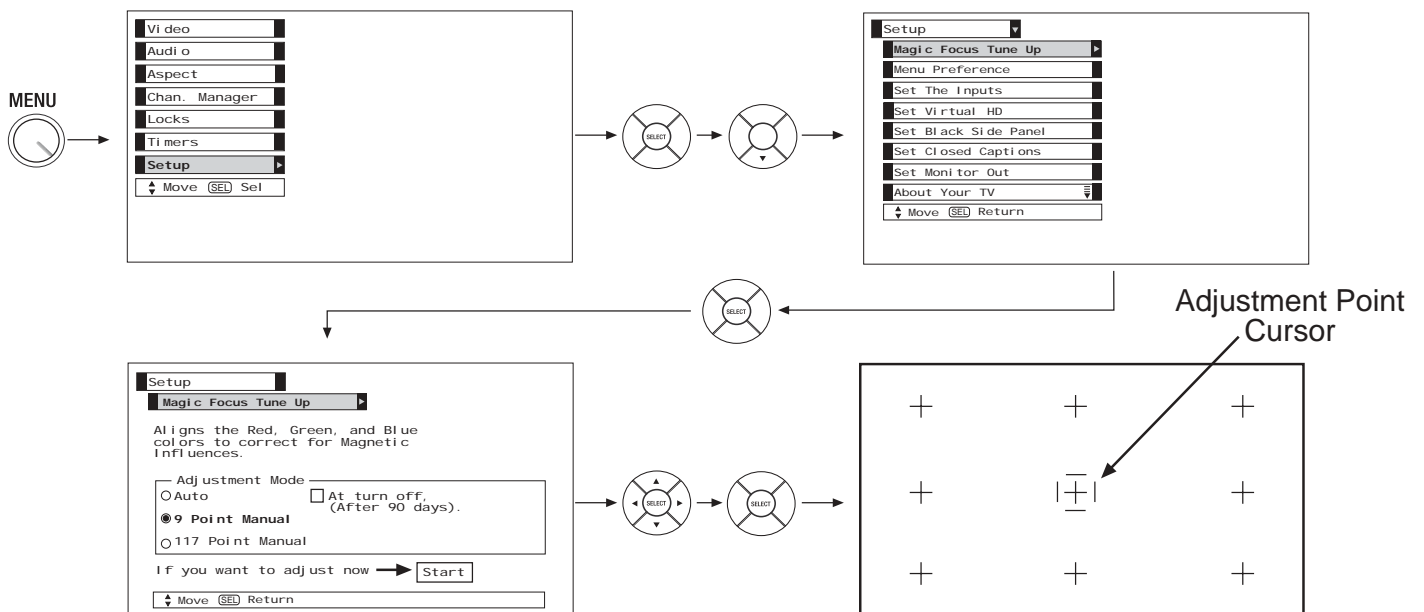 MENU
Video
Audio
Aspect
Chan. Manager
Locks
Timers
Setup
Move SEL Sel
SELECT
Setup
Magic Focus Tune Up
Menu Preference
Set The Inputs
Set Virtual HD
Set Black Side Panel
Set Closed Captions
Set Monitor Out
About Your TV
Move SEL Return
SELECT
Adjustment Point
Cursor
Setup
Magic Focus Tune Up
Aligns the Red, Green, and Blue
colors to correct for Magnetic
Influences.
Adjustment Mode
Auto
At turn off,
(After 90 days).
9 Point Manual
117 Point Manual
If you want to adjust now Start
Move SEL Return
SELECT
SELECT